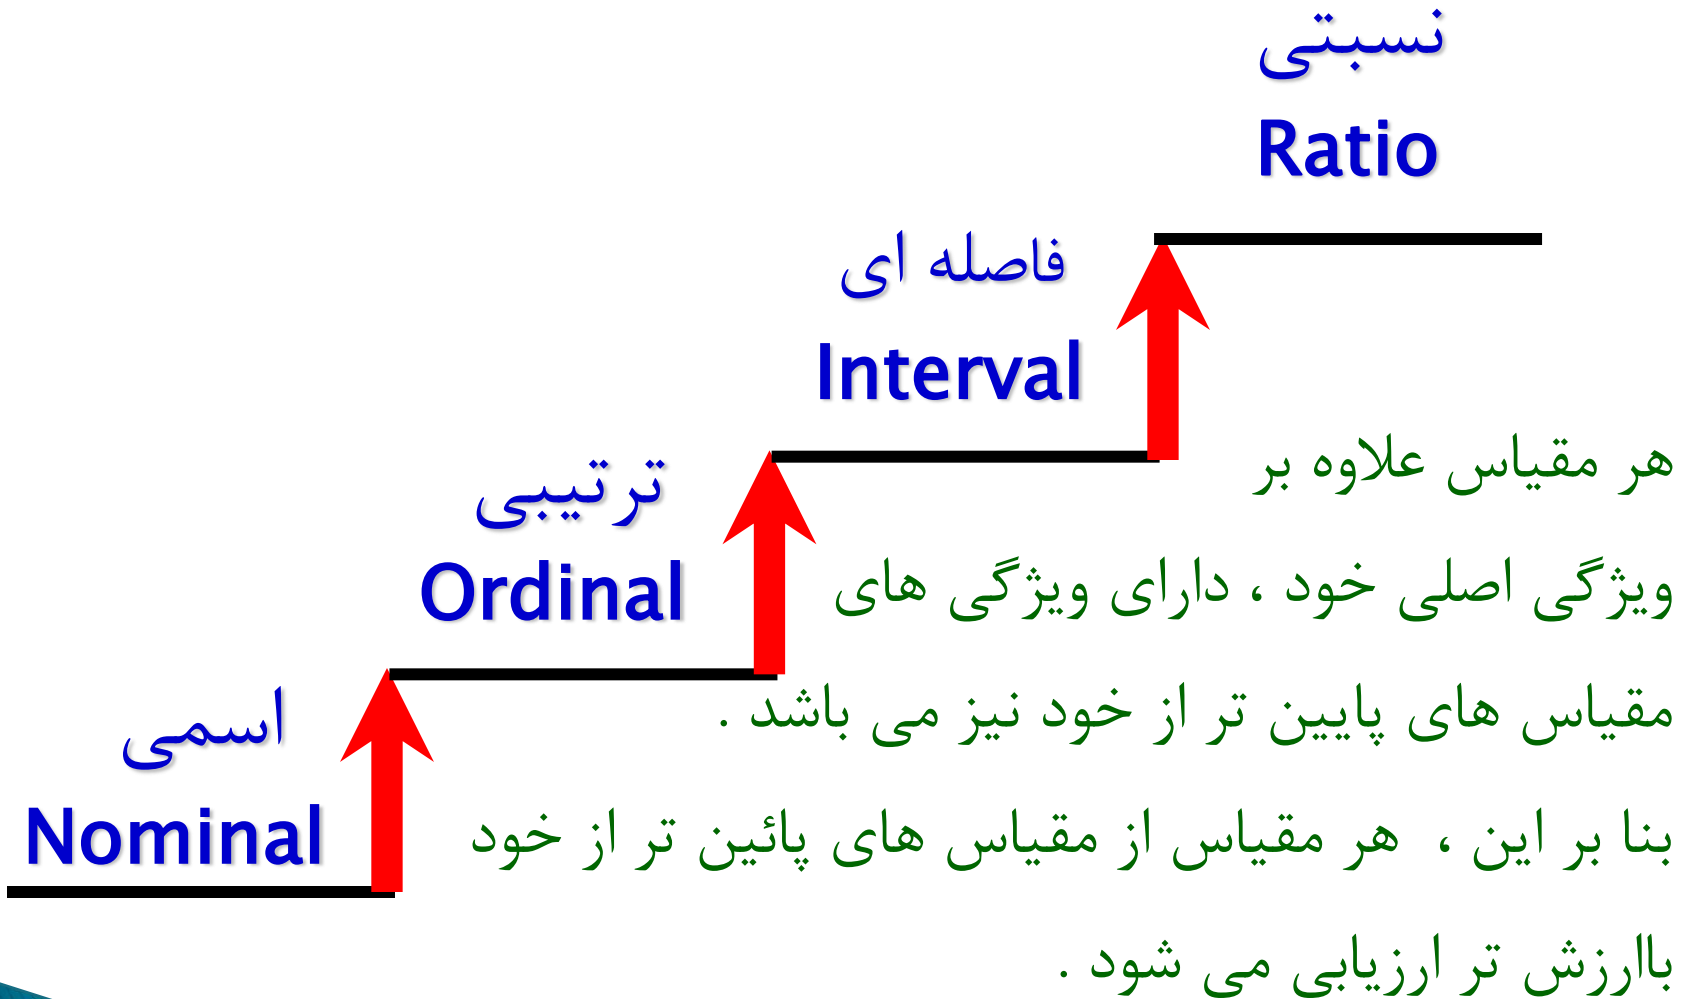 نسبتی
Ratio
فاصله ای
Interval
ترتیبی
Ordinal
اسمی
Nominal
هر مقیاس علاوه بر
ویژگی اصلی خود ، دارای ویژگی های
مقیاس های پایین تر از خود نیز می باشد .
بنا بر این ، هر مقیاس از مقیاس های پائین تر از خود
باارزش تر ارزیابی می شود .